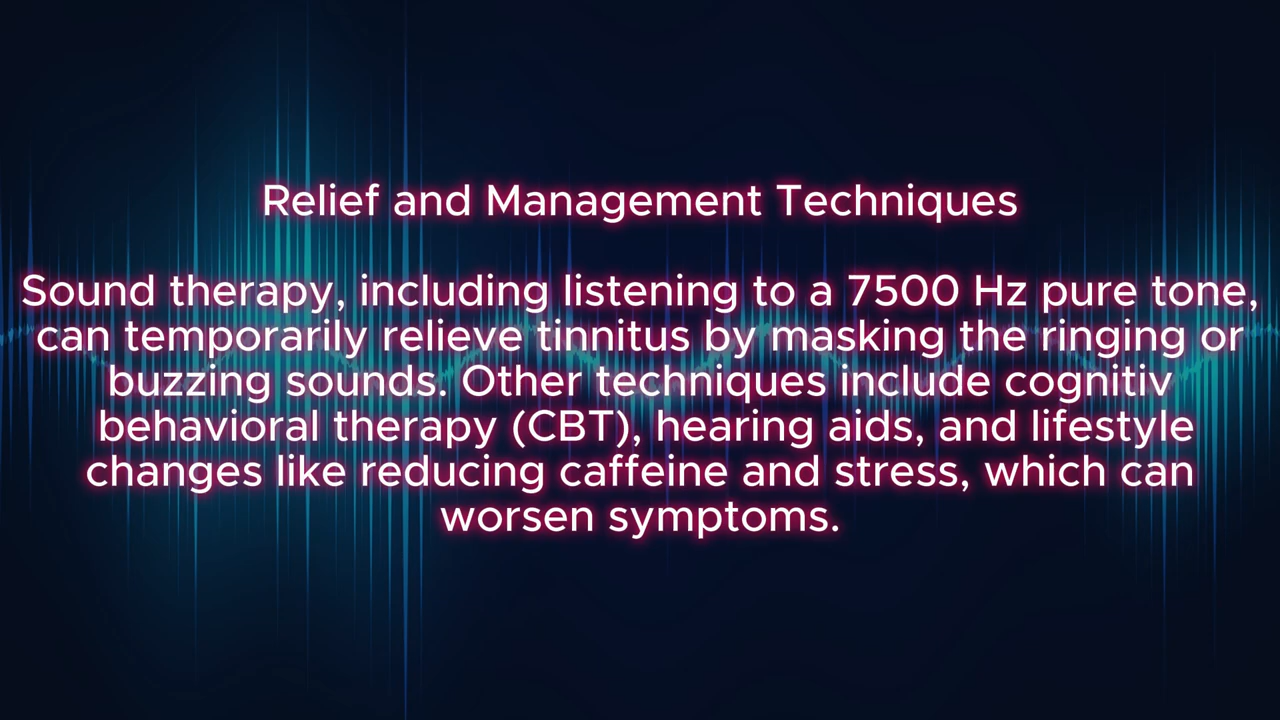 Relief and Management Techniques
Sound therapy, including listening to a 7500 Hz pure tone,
can temporarily relieve tinnitus by masking the ringing or
buzzing sounds. Other techniques include cognitiv
behavioral therapy (CBT), hearing aids, and lifestyle
changes like reducing caffeine and stress, which can
worsen symptoms.